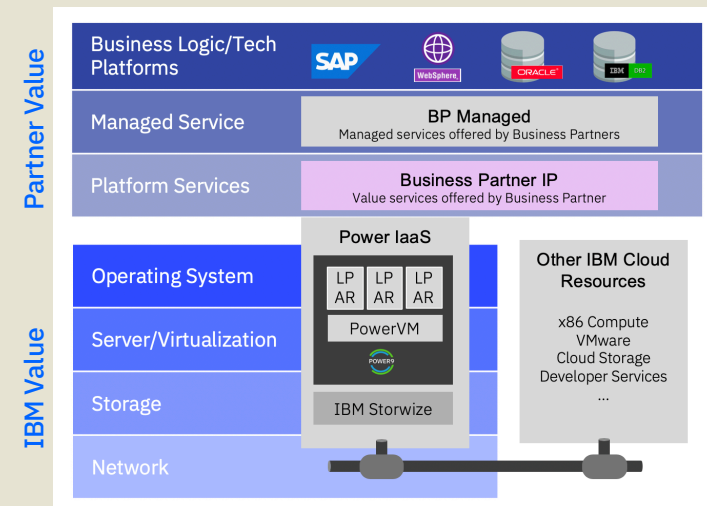 Partner Value
Business Logic/Tech
Platforms
SAP
WebSphere.
ORACLE
IBM DB2
Managed Service
BP Managed
Managed services offered by Business Partners
Platform Services
Business Partner IP
Value services offered by Business Partner
IBM Value
Operating System
Server/Virtualization
Storage
Network
Power IaaS
LP
AR
LP
AR
LP
AR
PowerVM
POWER9
IBM Storwize
Other IBM Cloud
Resources
x86 Compute
VMware
Cloud Storage
Developer Services
...